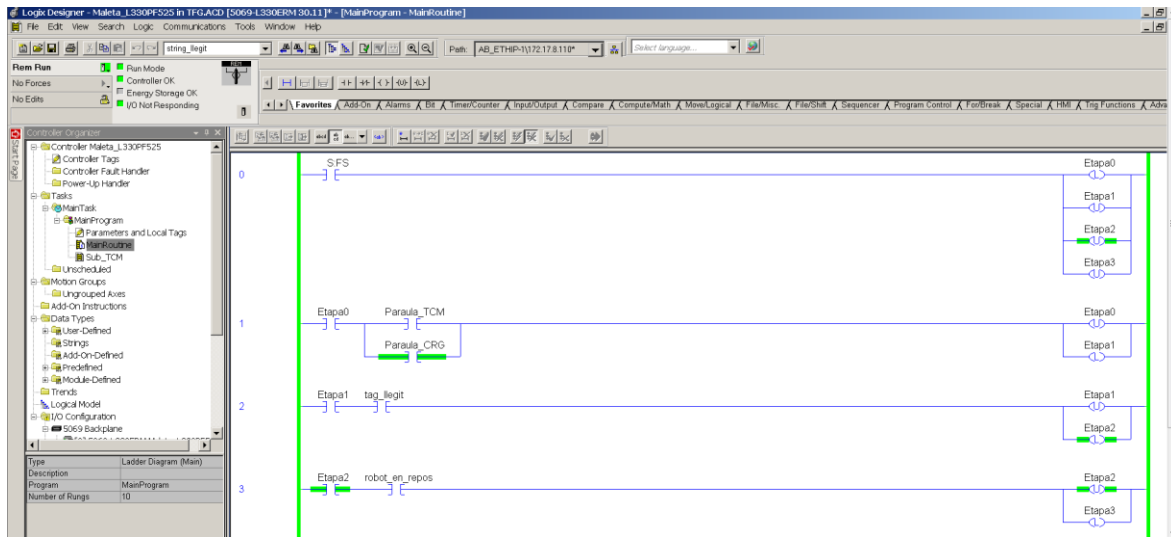 Logix Designer - Maleta_L330PF525 in TFG.ACD [5069-L330ERM 30.11]* - [MainProgram - MainRoutine]
File Edit View Search Logic Communications Tools Window Help
string_llegit
Path: AB_ETHIP-1\172.17.8.110*
Select language...
Rem Run
Run Mode
REM
No Forces
Controller OK
Energy Storage OK
No Edits
I/O Not Responding
Favorites Add-On Alarms Bit Timer/Counter Input/Output Compare Compute/Math Move/Logical File/Misc. File/Shift Sequencer Program Control For/Break Special HMI Trig Functions Adva
Start Page
Controller Organizer
Controller Maleta_L330PF525
Controller Tags
Controller Fault Handler
Power-Up Handler
Tasks
MainTask
MainProgram
Parameters and Local Tags
MainRoutine
Sub_TCM
Unscheduled
Motion Groups
Ungrouped Axes
Add-On Instructions
Data Types
User-Defined
Strings
Add-On-Defined
Predefined
Module-Defined
Trends
Logical Model
I/O Configuration
5069 Backplane
Type Ladder Diagram (Main)
Description
Program MainProgram
Number of Rungs 10
S:FS Etapa0
0 L
Etapa1
U
Etapa2
U
Etapa3
U
Etapa0 Paraula_TCM Etapa0
1 U
Paraula_CRG Etapa1
L
Etapa1 tag_llegit Etapa1
2 U
Etapa2
L
Etapa2 robot_en_repos Etapa2
3 U
Etapa3
L